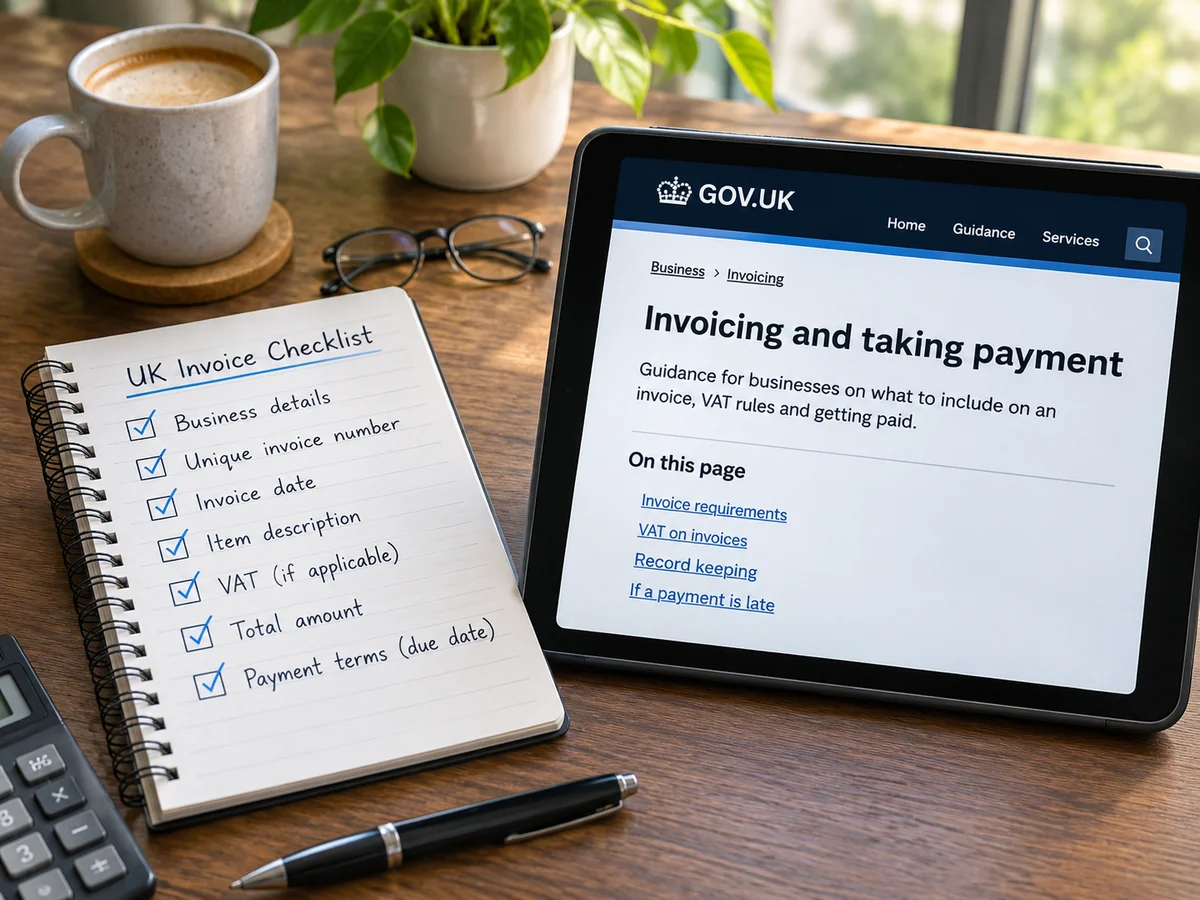 UK Invoice Checklist
Business details
Unique invoice number
Invoice date
Item description
VAT (if applicable)
Total amount
Payment terms (due date)
GOV.UK
Home
Guidance
Services
Business > Invoicing
Invoicing and taking payment
Guidance for businesses on what to include on an
invoice, VAT rules and getting paid.
On this page
Invoice requirements
VAT on invoices
Record keeping
If a payment is late
×
−
3